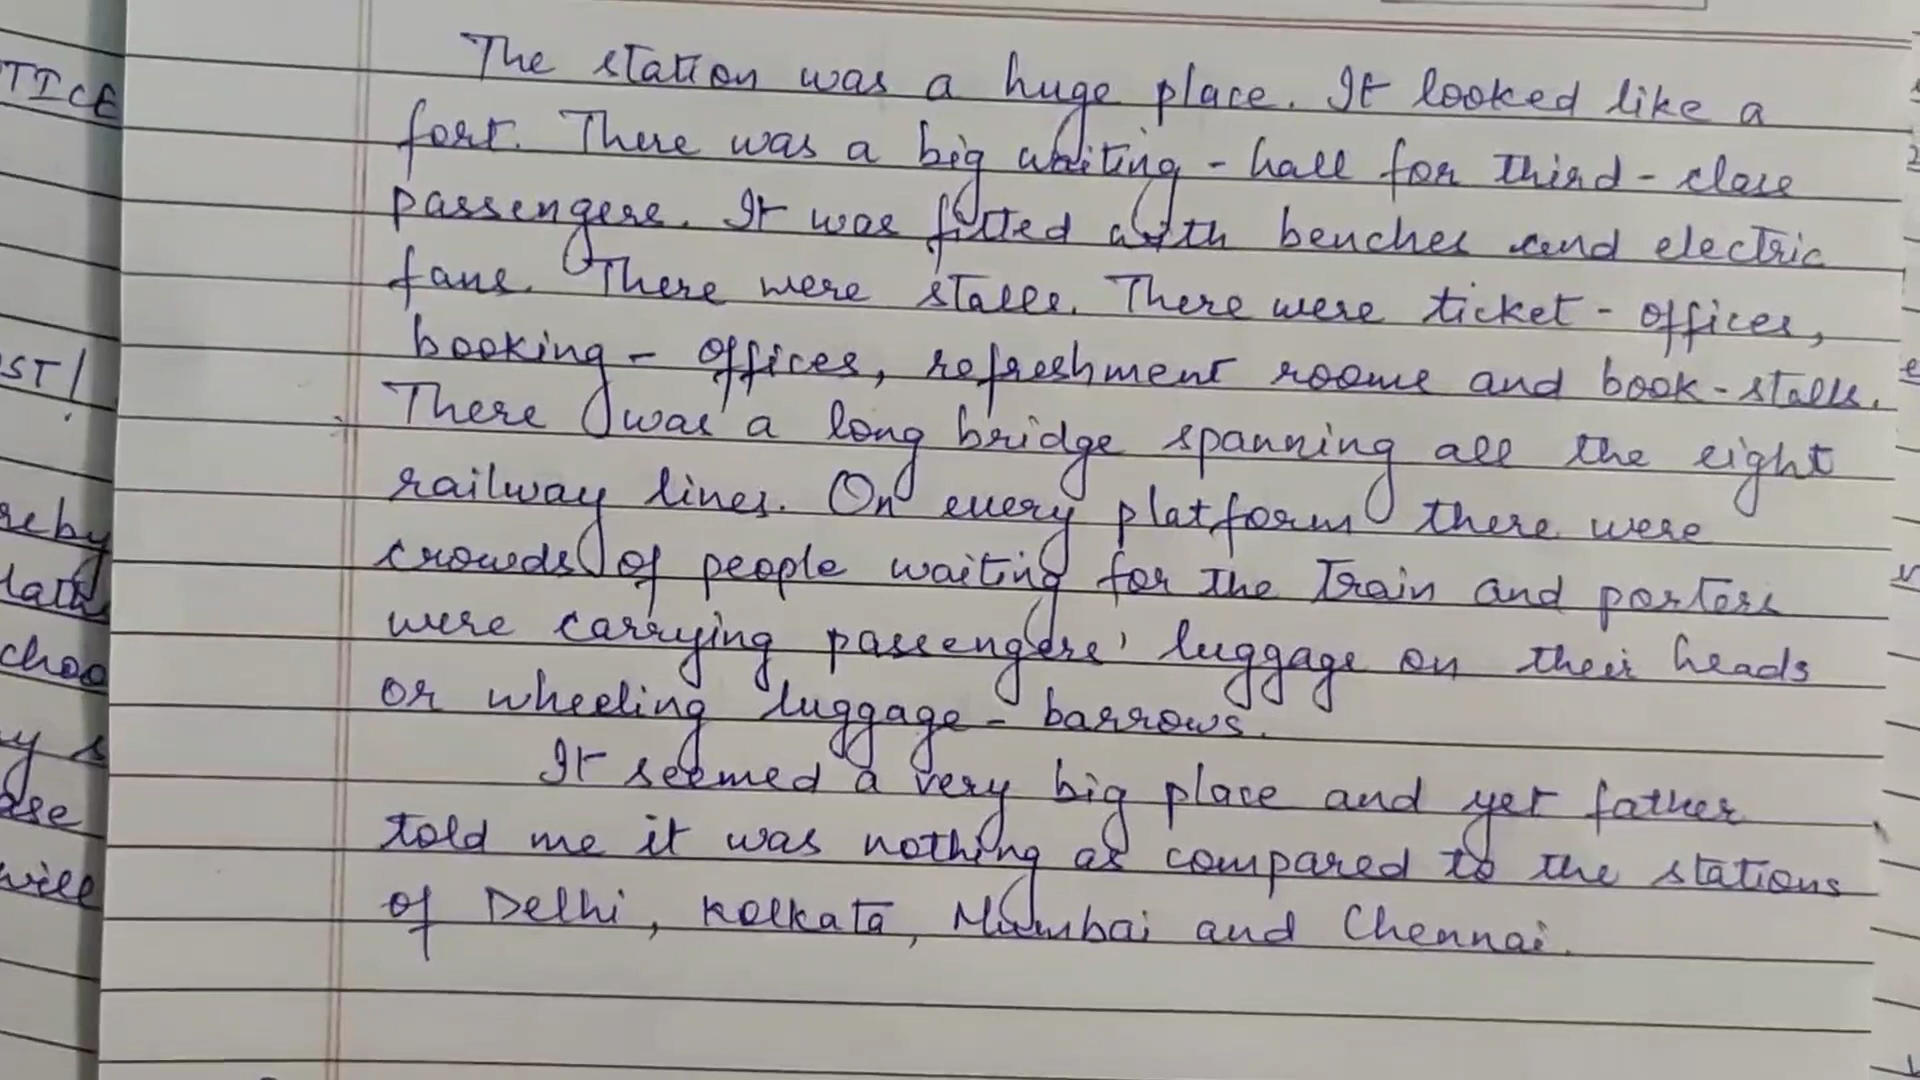 The station was a huge place. It looked like a
fort. There was a big waiting - hall for third - class
passengers. It was fitted with benches and electric
fans. There were stalls. There were ticket - offices,
booking - offices, refreshment rooms and book - stalls.
There was a long bridge spanning all the eight
railway lines. On every platform there were
crowds of people waiting for the train and porters
were carrying passengers' luggage on their heads
or wheeling luggage - barrows.
It seemed a very big place and yet father
told me it was nothing as compared to the stations
of Delhi, Kolkata, Mumbai and Chennai.
TICE
ST!
reby
choo
y s
will